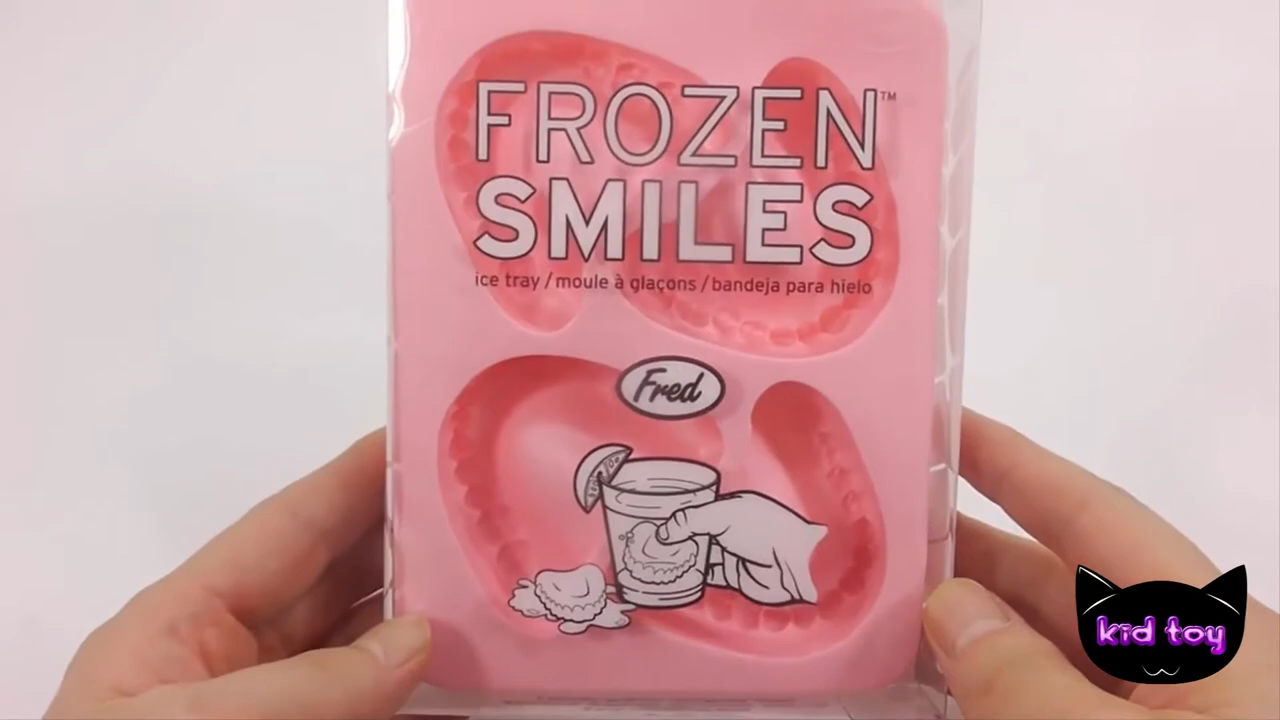 FROZEN™
SMILES
ice tray / moule à glaçons / bandeja para hielo
Fred
kid toy